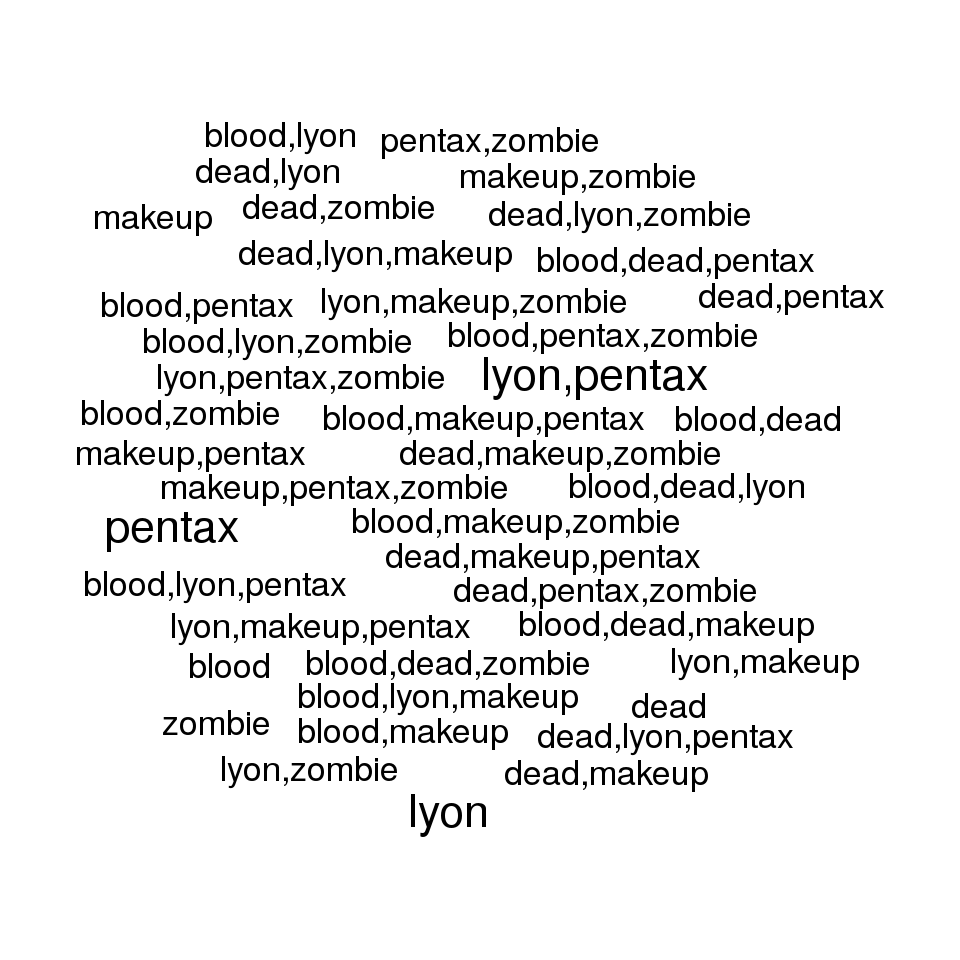 blood,lyon
pentax,zombie
dead,lyon
makeup,zombie
makeup
dead,zombie
dead,lyon,zombie
dead,lyon,makeup
blood,dead,pentax
blood,pentax
lyon,makeup,zombie
dead,pentax
blood,lyon,zombie
blood,pentax,zombie
lyon,pentax,zombie
lyon,pentax
blood,zombie
blood,makeup,pentax
blood,dead
makeup,pentax
dead,makeup,zombie
makeup,pentax,zombie
blood,dead,lyon
pentax
blood,makeup,zombie
dead,makeup,pentax
blood,lyon,pentax
dead,pentax,zombie
lyon,makeup,pentax
blood,dead,makeup
blood
blood,dead,zombie
lyon,makeup
blood,lyon,makeup
dead
zombie
blood,makeup
dead,lyon,pentax
lyon,zombie
dead,makeup
lyon